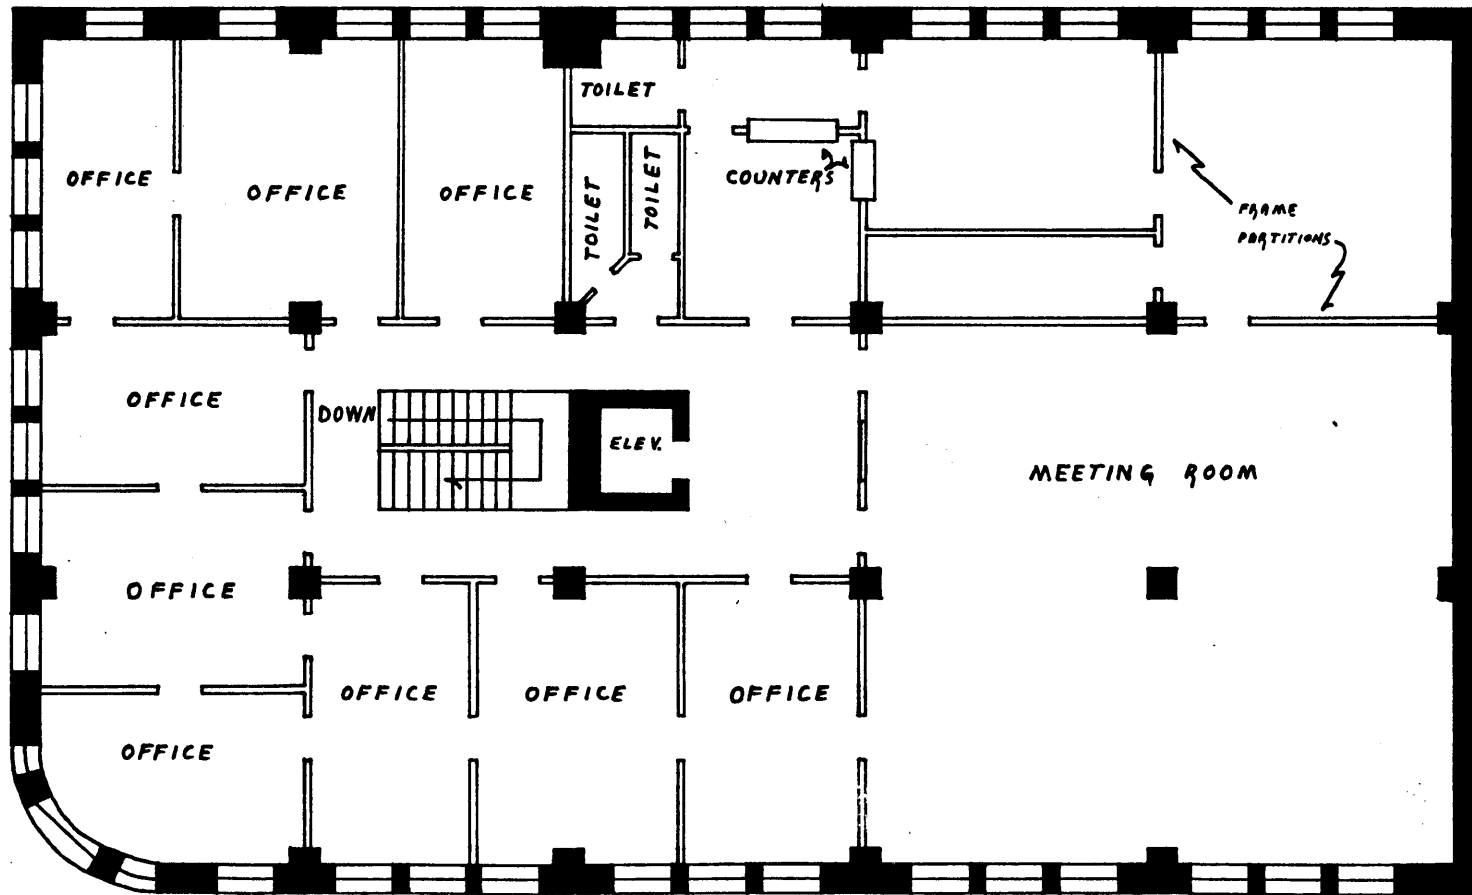 TOILET
OFFICE
OFFICE
OFFICE
TOILET
TOILET
COUNTERS
FRAME
PARTITIONS
OFFICE
DOWN
ELEV.
MEETING ROOM
OFFICE
OFFICE
OFFICE
OFFICE
OFFICE